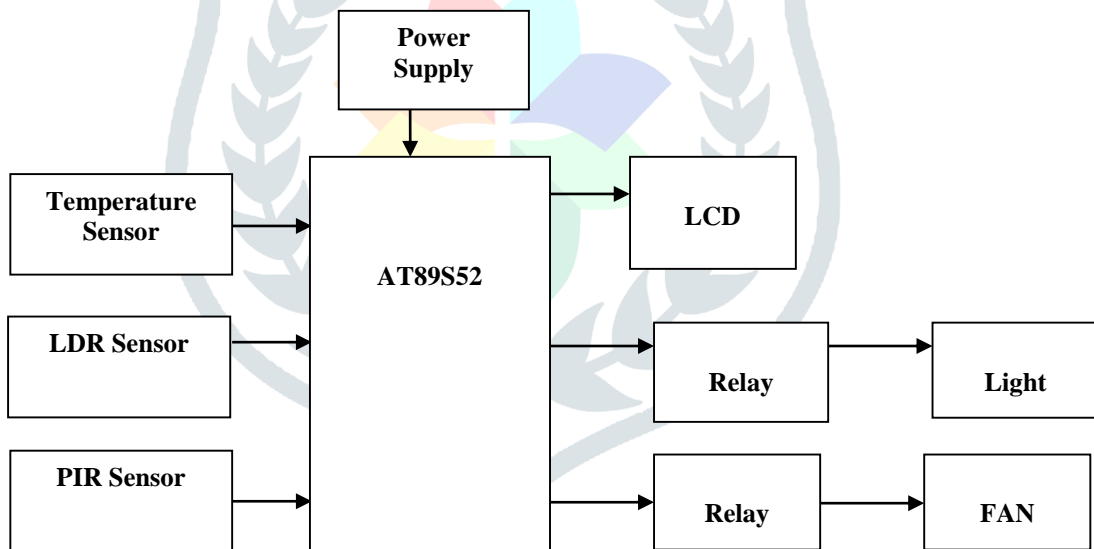 Power
Supply
Temperature
Sensor
LCD
AT89S52
LDR Sensor
Relay
Light
PIR Sensor
Relay
FAN